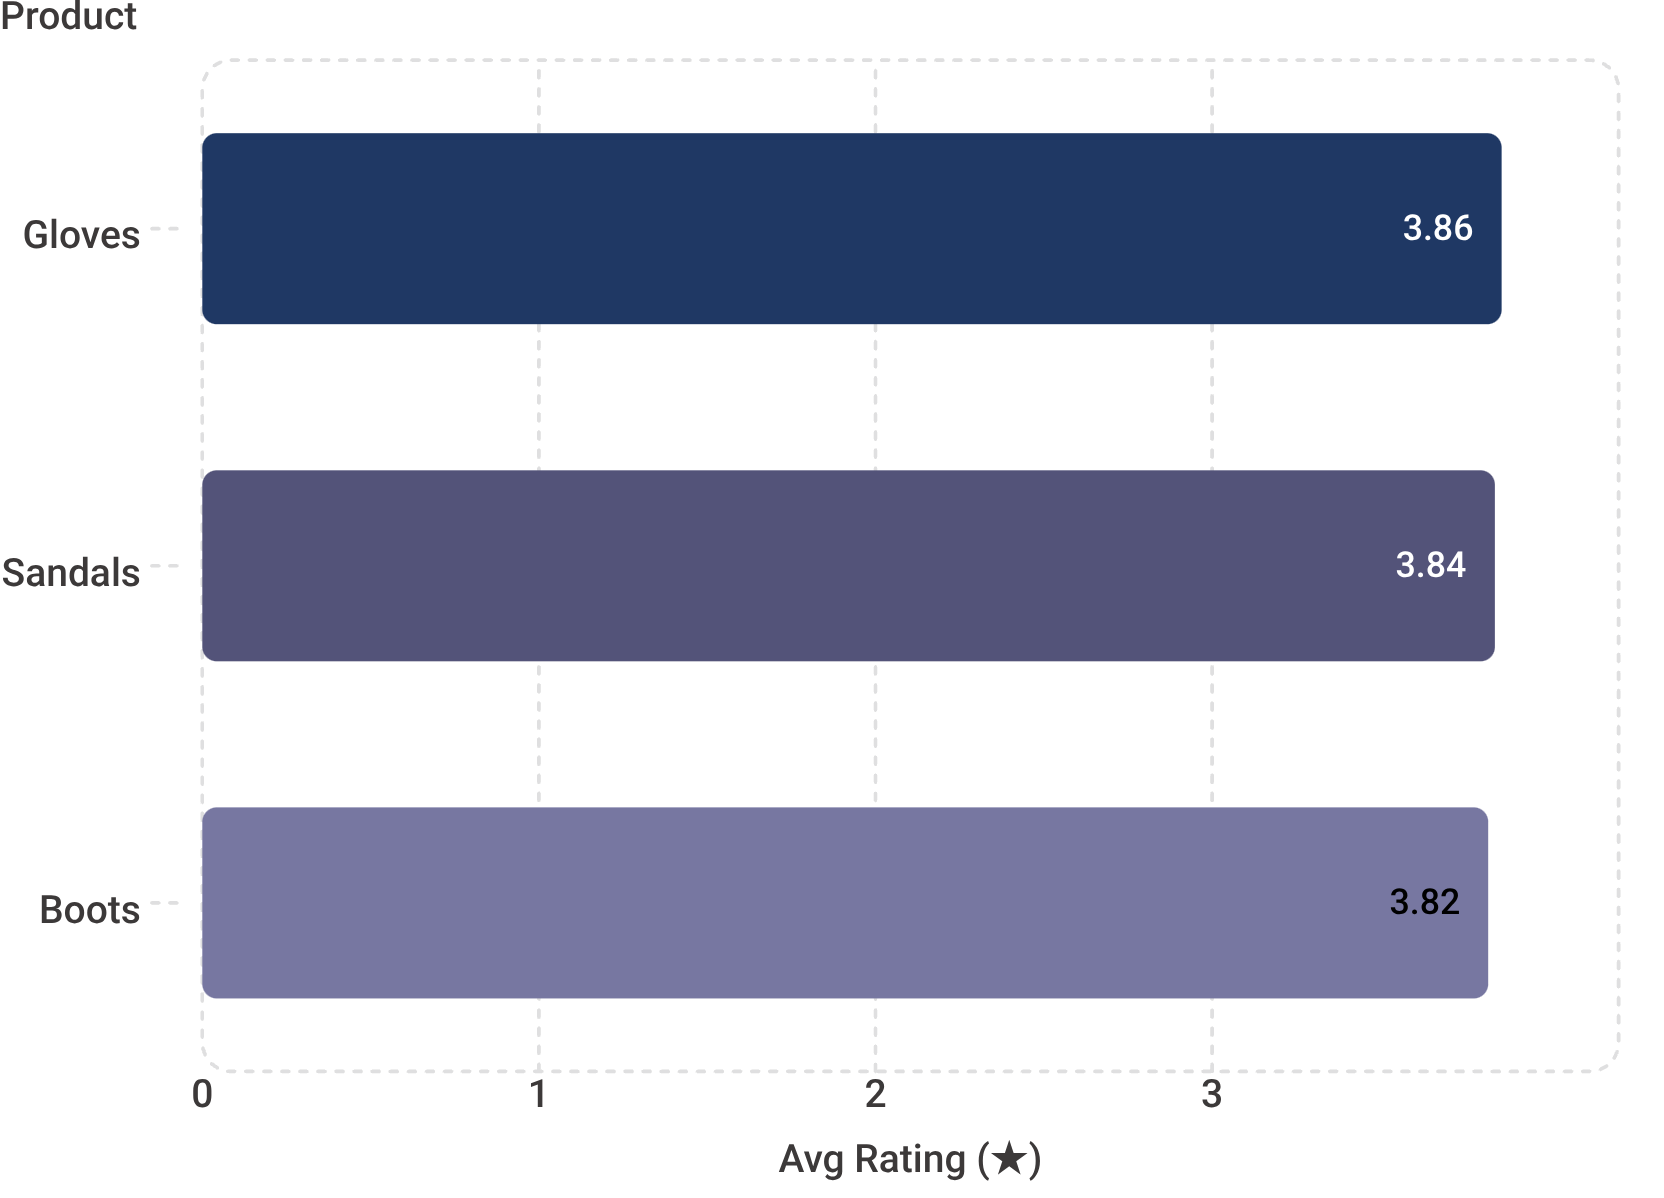 Product
Gloves
3.86
Sandals
3.84
Boots
3.82
0 1 2 3
Avg Rating (★)